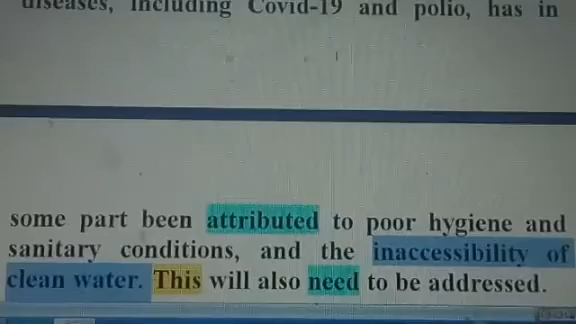 diseases, including Covid-19 and polio, has in
some part been attributed to poor hygiene and
sanitary conditions, and the inaccessibility of
clean water. This will also need to be addressed.